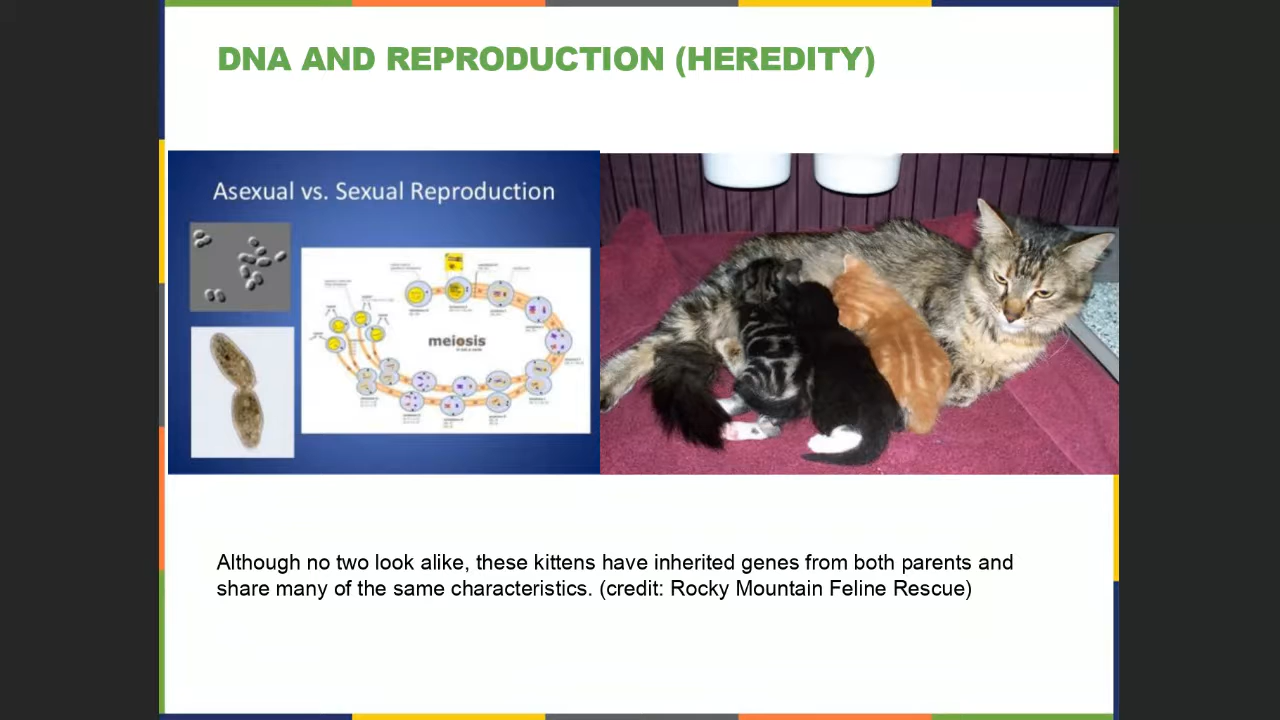 DNA AND REPRODUCTION (HEREDITY)
Asexual vs. Sexual Reproduction
meiosis
Although no two look alike, these kittens have inherited genes from both parents and
share many of the same characteristics. (credit: Rocky Mountain Feline Rescue)